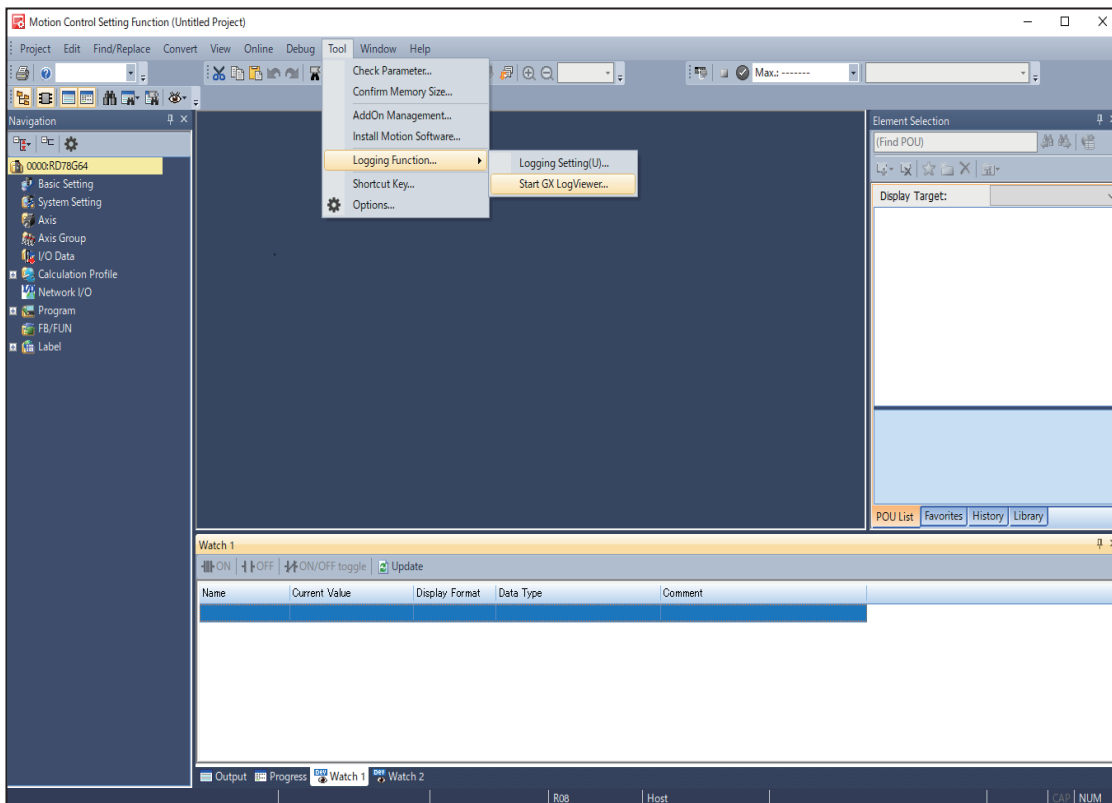 Motion Control Setting Function (Untitled Project)
Project Edit Find/Replace Convert View Online Debug Tool Window Help
Max.: -------
Check Parameter...
Confirm Memory Size...
AddOn Management...
Install Motion Software...
Logging Function...
Shortcut Key...
Options...
Logging Setting(U)...
Start GX LogViewer...
Navigation
0000:RD78G64
Basic Setting
System Setting
Axis
Axis Group
I/O Data
Calculation Profile
Network I/O
Program
FB/FUN
Label
Element Selection
(Find POU)
Display Target:
POU List Favorites History Library
Watch 1
ON OFF ON/OFF toggle Update
Name Current Value Display Format Data Type Comment
Output Progress Watch 1 Watch 2
R08 Host CAP NUM